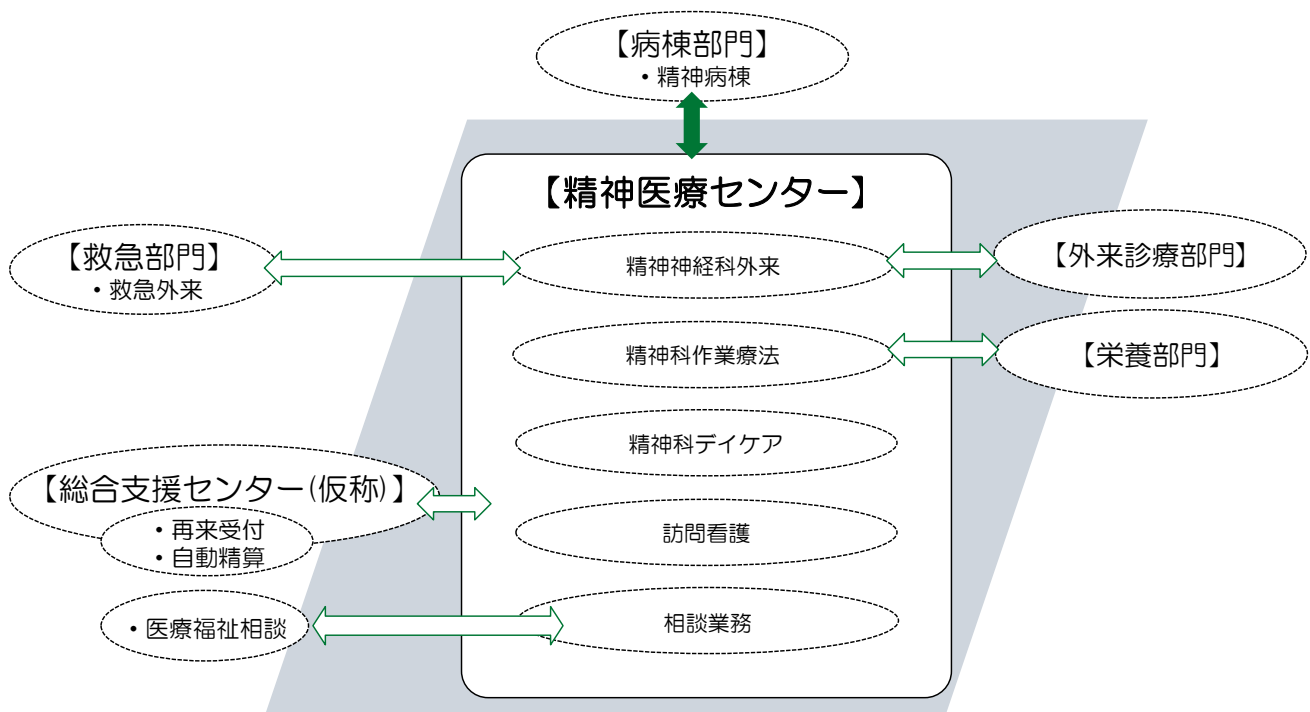 【病棟部門】
・精神病棟
【精神医療センター】
【救急部門】
・救急外来
精神神経科外来
【外来診療部門】
精神科作業療法
【栄養部門】
精神科デイケア
【総合支援センター(仮称)】
・再来受付
・自動精算
訪問看護
・医療福祉相談
相談業務